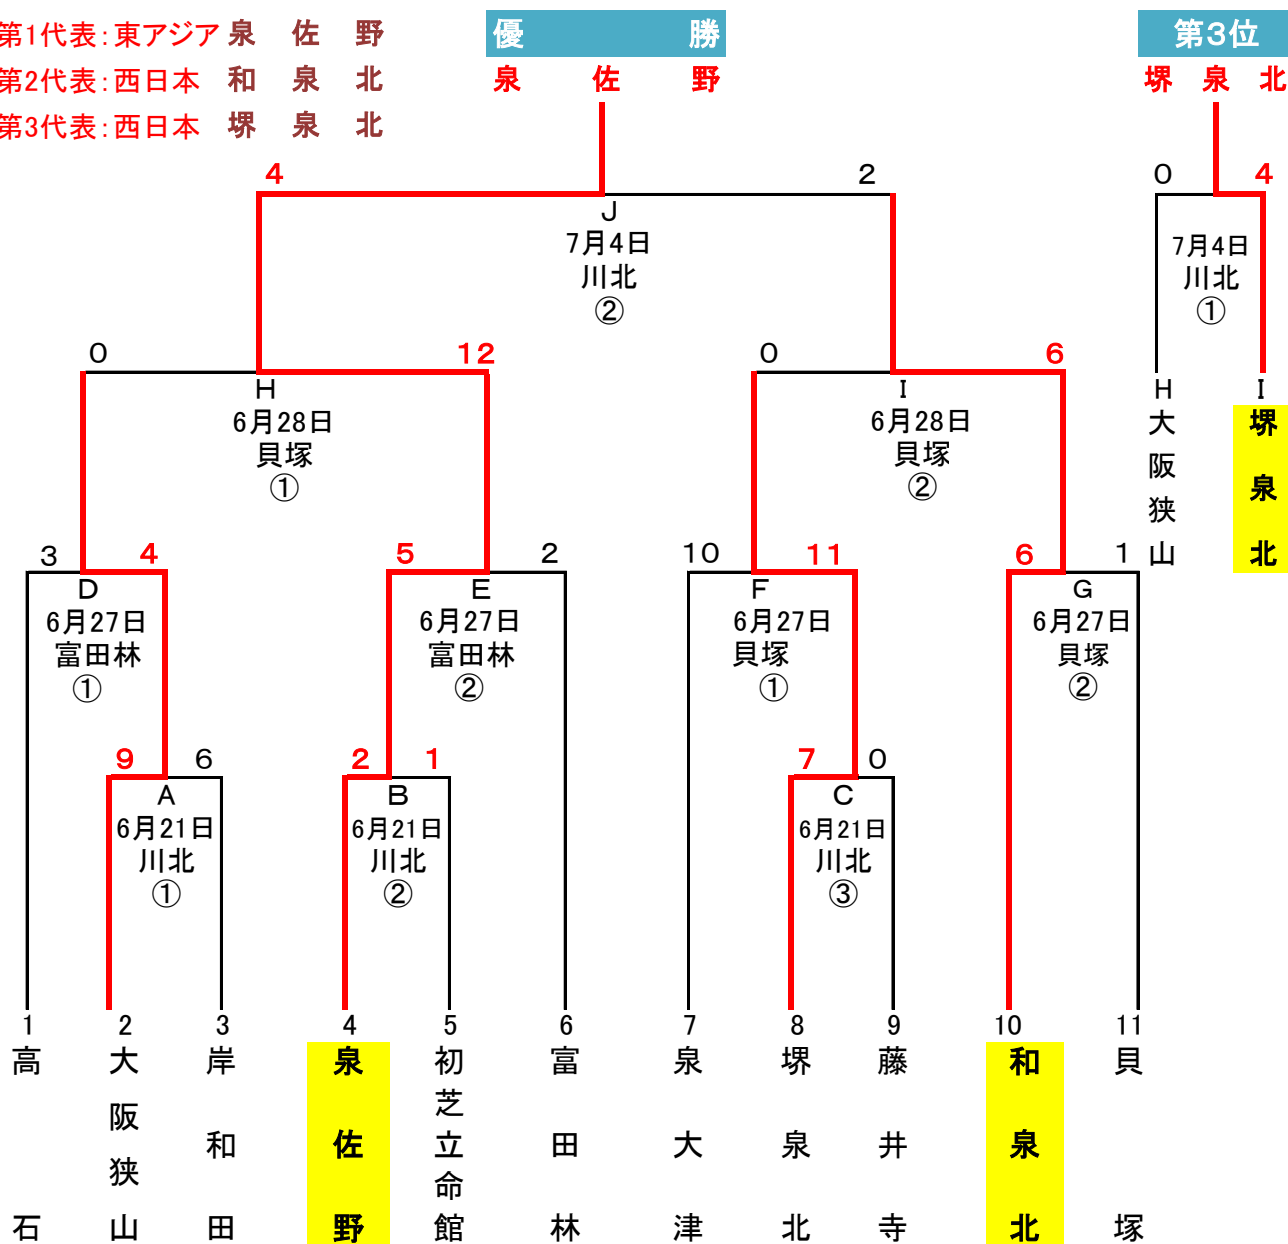 第1代表：東アジア 泉佐野 優勝 第3位
第2代表：西日本 和泉北 泉佐野 堺泉北
第3代表：西日本 堺泉北
4 2 0 4
J
7月4日 7月4日
川北 川北
② ①
0 12 0 6
H I H I
6月28日 6月28日 大阪狭山 堺泉北
貝塚 貝塚
① ②
3 4 5 2 10 11 6 1
D E F G
6月27日 6月27日 6月27日 6月27日
富田林 富田林 貝塚 貝塚
① ② ① ②
9 6 2 1 7 0
A B C
6月21日 6月21日 6月21日
川北 川北 川北
① ② ③
1 2 3 4 5 6 7 8 9 10 11
高石 大阪狭山 岸和田 泉佐野 初芝立命館 富田林 泉大津 堺泉北 藤井寺 和泉北 貝塚